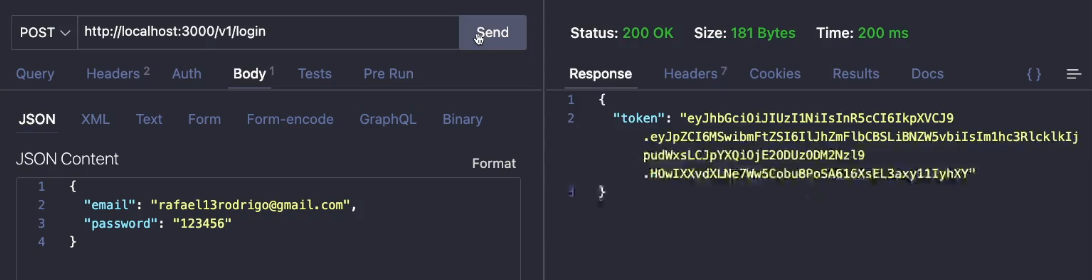 POST http://localhost:3000/v1/login Send
Query Headers 2 Auth Body 1 Tests Pre Run
JSON XML Text Form Form-encode GraphQL Binary
JSON Content Format
1 {
2 "email": "rafael13rodrigo@gmail.com",
3 "password": "123456"
4 }
Status: 200 OK Size: 181 Bytes Time: 200 ms
Response Headers 7 Cookies Results Docs { }
1 {
2 "token": "eyJhbGciOiJIUzI1NiIsInR5cCI6IkpXVCJ9
.eyJpZCI6MSwibmFtZSI6IlJhZmFlbCBSLiBNZW5vbiIsIm1hc3RlcklkIj
pudWxsLCJpYXQiOjE2ODUzODM2Nzl9
.HOwIXXvdXLNe7Ww5Cobu8PoSA616XsEL3axy11IyhXY"
3 }